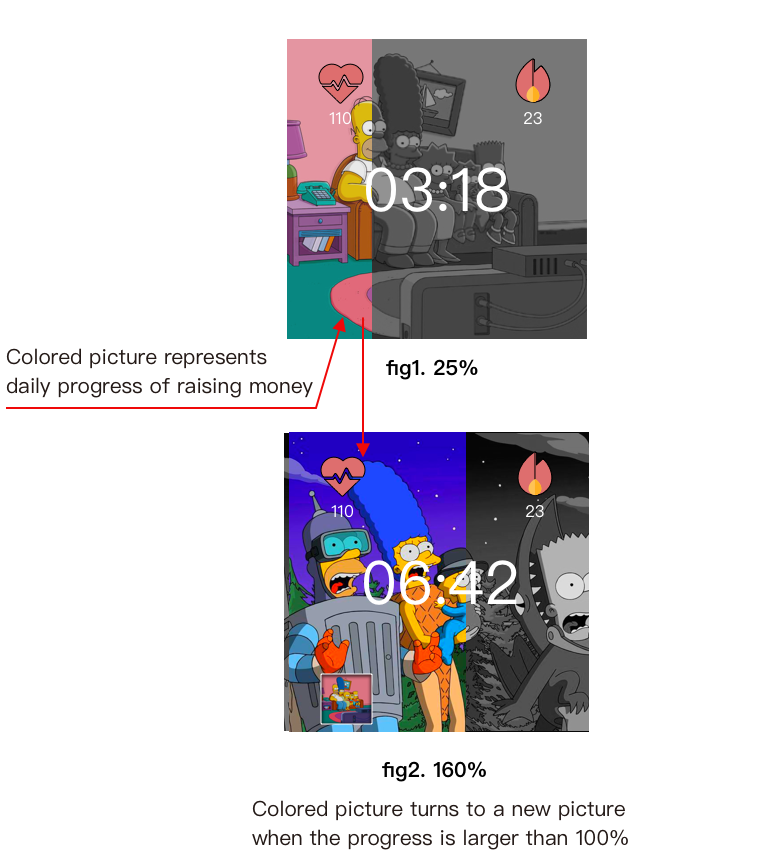 110
23
03:18
Colored picture represents
daily progress of raising money
fig1. 25%
110
23
06:42
fig2. 160%
Colored picture turns to a new picture
when the progress is larger than 100%